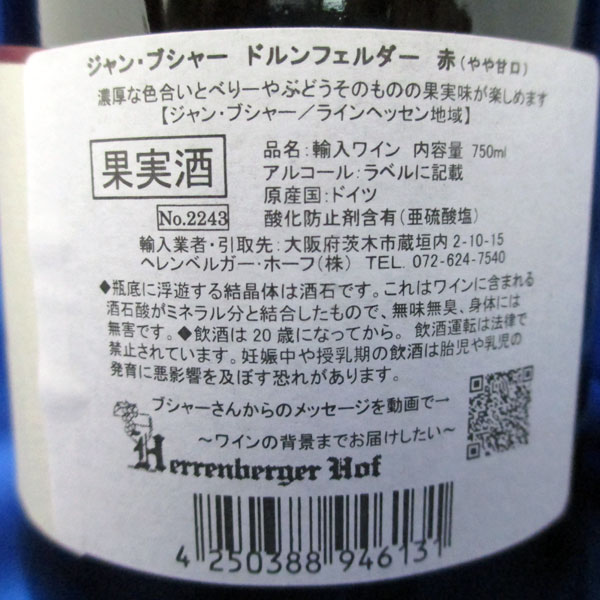 ジャン・ブシャー ドルンフェルダー 赤(やや甘口)
濃厚な色合いとべりーやぶどうそのものの果実味が楽しめます
【ジャン・ブシャー/ラインヘッセン地域】
果実酒
No.2243
品名:輸入ワイン 内容量 750ml
アルコール:ラベルに記載
原産国:ドイツ
酸化防止剤含有(亜硫酸塩)
輸入業者・引取先:大阪府茨木市蔵垣内2-10-15
ヘレンベルガー・ホーフ(株) TEL. 072-624-7540
◆瓶底に浮遊する結晶体は酒石です。これはワインに含まれる
酒石酸がミネラル分と結合したもので、無味無臭、身体には
無害です。◆飲酒は20歳になってから。飲酒運転は法律で
禁止されています。妊娠中や授乳期の飲酒は胎児や乳児の
発育に悪影響を及ぼす恐れがあります。
ブシャーさんからのメッセージを動画で→
~ワインの背景までお届けしたい~
Herrenberger Hof
4 250388 946131